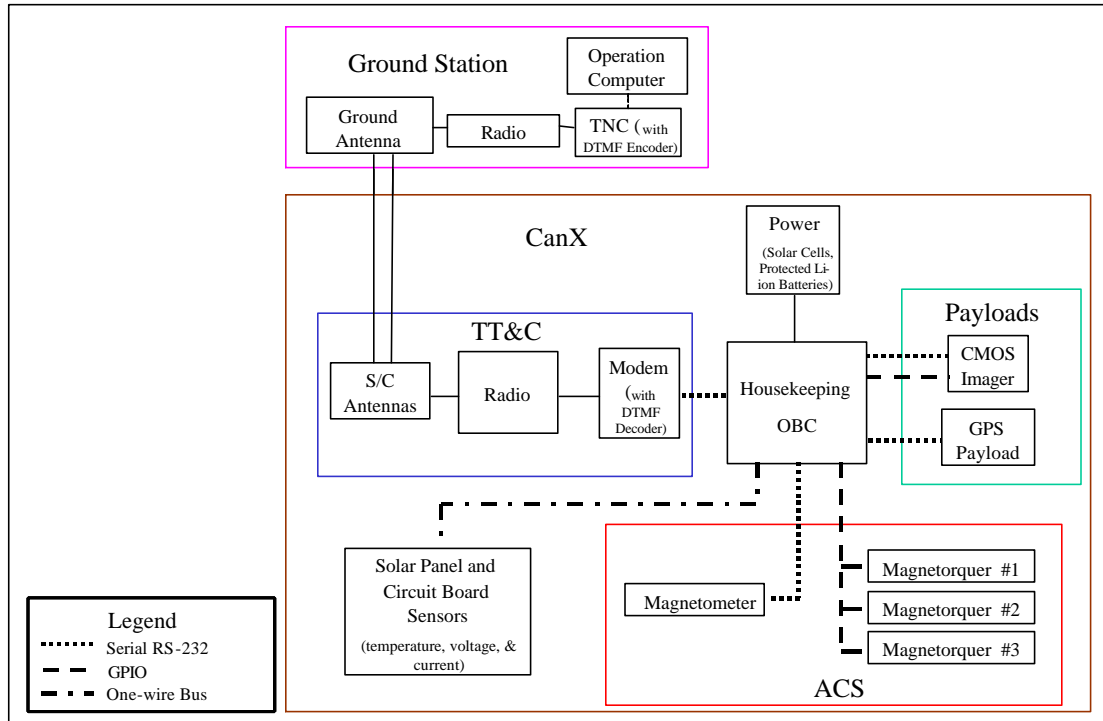 Ground Station
Operation
Computer
Ground
Antenna
Radio
TNC (with
DTMF Encoder)
CanX
Power
(Solar Cells,
Protected Li-
ion Batteries)
Payloads
CMOS
Imager
GPS
Payload
TT&C
S/C
Antennas
Radio
Modem
(with
DTMF
Decoder)
Housekeeping
OBC
Solar Panel and
Circuit Board
Sensors
(temperature, voltage, &
current)
Magnetometer
Magnetorquer #1
Magnetorquer #2
Magnetorquer #3
ACS
Legend
Serial RS-232
GPIO
One-wire Bus